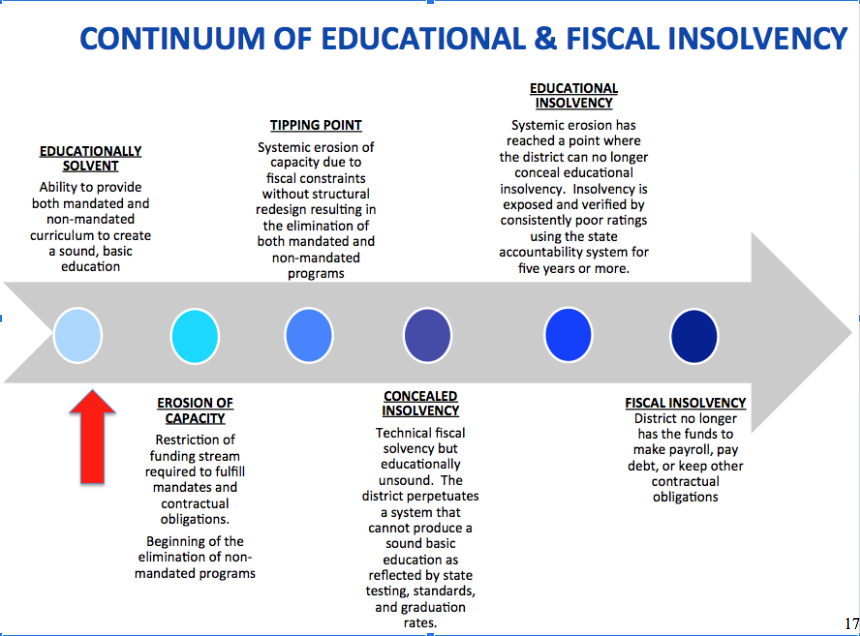 CONTINUUM OF EDUCATIONAL & FISCAL INSOLVENCY
EDUCATIONALLY
SOLVENT
Ability to provide
both mandated and
non-mandated
curriculum to create
a sound, basic
education
EROSION OF
CAPACITY
Restriction of
funding stream
required to fulfill
mandates and
contractual
obligations.
Beginning of the
elimination of non-
mandated programs
TIPPING POINT
Systemic erosion of
capacity due to
fiscal constraints
without structural
redesign resulting in
the elimination of
both mandated and
non-mandated
programs
CONCEALED
INSOLVENCY
Technical fiscal
solvency but
educationally
unsound. The
district perpetuates
a system that
cannot produce a
sound basic
education as
reflected by state
testing, standards,
and graduation
rates.
EDUCATIONAL
INSOLVENCY
Systemic erosion has
reached a point where
the district can no longer
conceal educational
insolvency. Insolvency is
exposed and verified by
consistently poor ratings
using the state
accountability system for
five years or more.
FISCAL INSOLVENCY
District no longer
has the funds to
make payroll, pay
debt, or keep other
contractual
obligations
17